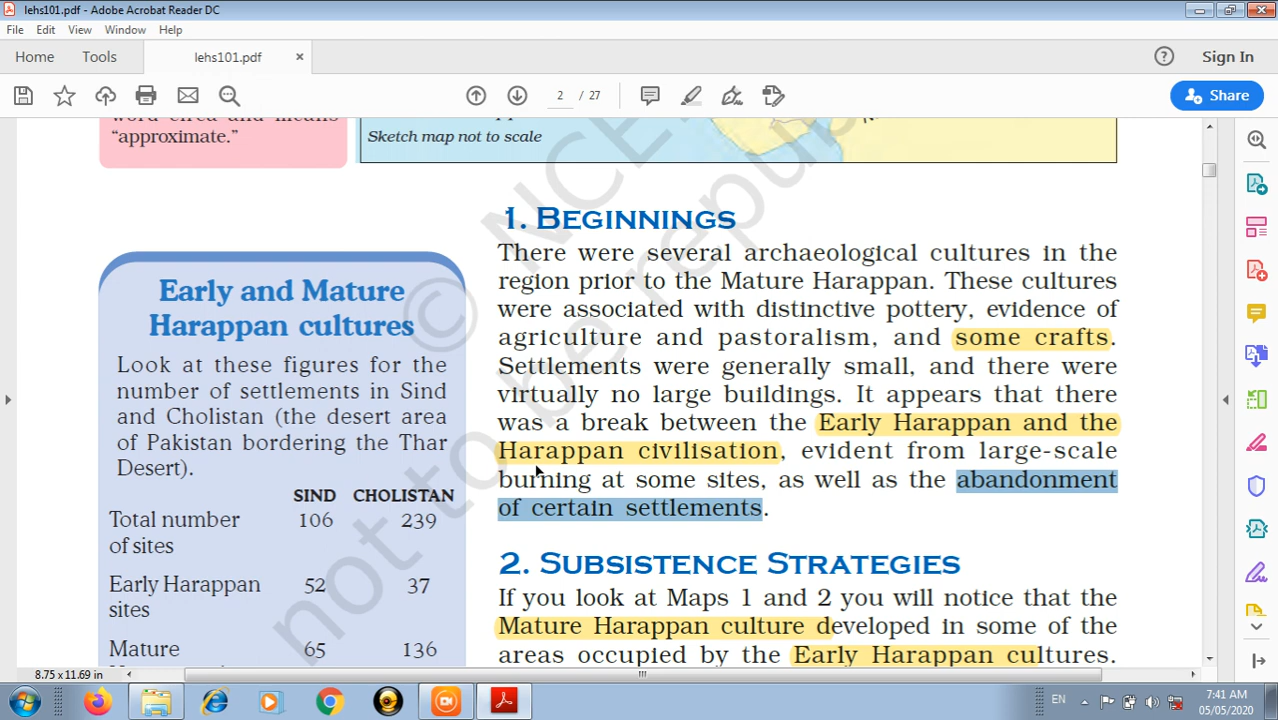 lehs101.pdf - Adobe Acrobat Reader DC
File Edit View Window Help
Home Tools lehs101.pdf × Sign In
2 / 27 Share
word circa and means
"approximate."
Sketch map not to scale
Early and Mature
Harappan cultures
Look at these figures for the
number of settlements in Sind
and Cholistan (the desert area
of Pakistan bordering the Thar
Desert).
SIND CHOLISTAN
Total number 106 239
of sites
Early Harappan 52 37
sites
Mature 65 136
1. BEGINNINGS
There were several archaeological cultures in the
region prior to the Mature Harappan. These cultures
were associated with distinctive pottery, evidence of
agriculture and pastoralism, and some crafts.
Settlements were generally small, and there were
virtually no large buildings. It appears that there
was a break between the Early Harappan and the
Harappan civilisation, evident from large-scale
burning at some sites, as well as the abandonment
of certain settlements.
2. SUBSISTENCE STRATEGIES
If you look at Maps 1 and 2 you will notice that the
Mature Harappan culture developed in some of the
areas occupied by the Early Harappan cultures.
© NCE
not to be repu
8.75 x 11.69 in
EN 7:41 AM
05/05/2020